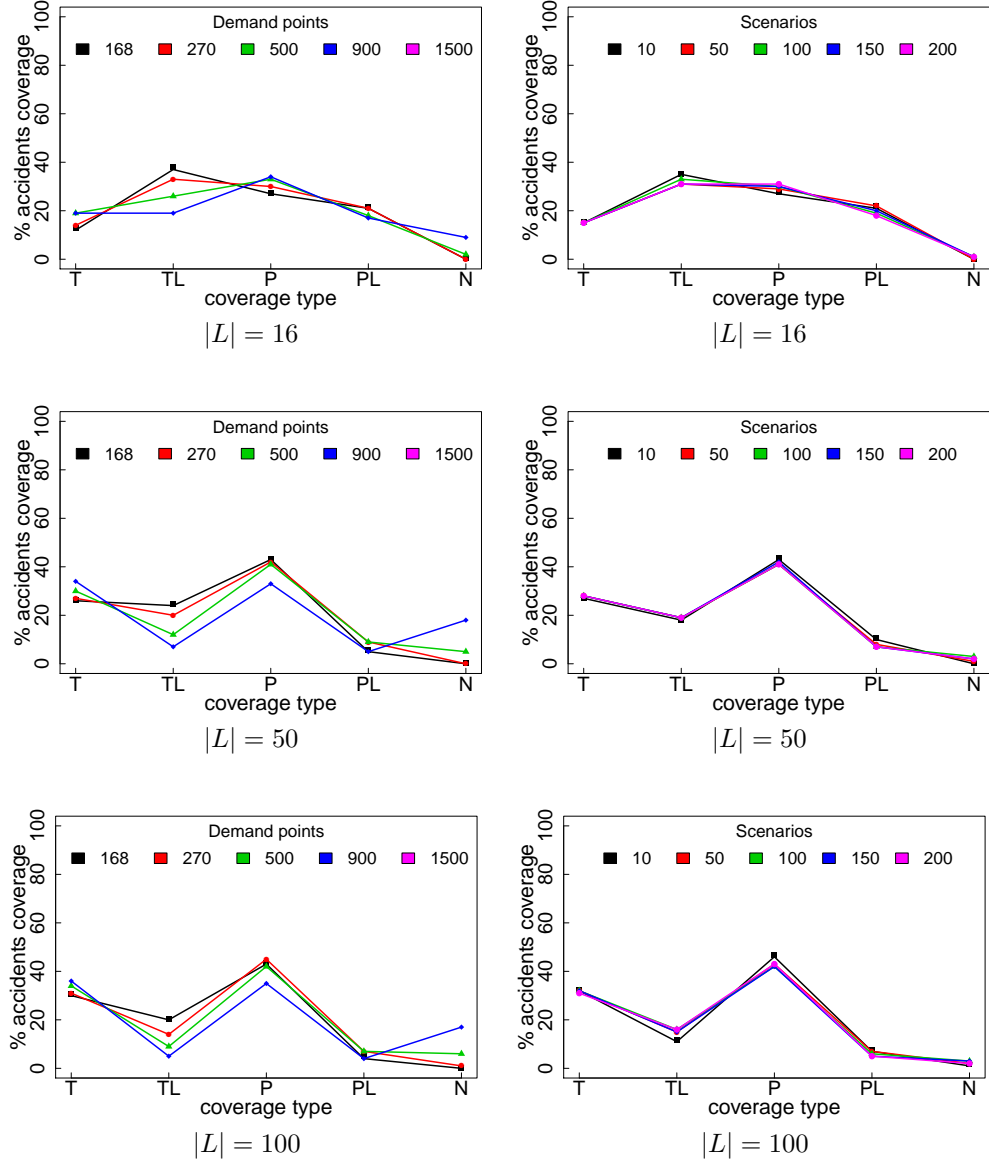 Demand points
168 270 500 900 1500
% accidents coverage
0 20 40 60 80 100
T TL P PL N
coverage type
|L| = 16
Scenarios
10 50 100 150 200
% accidents coverage
0 20 40 60 80 100
T TL P PL N
coverage type
|L| = 16
Demand points
168 270 500 900 1500
% accidents coverage
0 20 40 60 80 100
T TL P PL N
coverage type
|L| = 50
Scenarios
10 50 100 150 200
% accidents coverage
0 20 40 60 80 100
T TL P PL N
coverage type
|L| = 50
Demand points
168 270 500 900 1500
% accidents coverage
0 20 40 60 80 100
T TL P PL N
coverage type
|L| = 100
Scenarios
10 50 100 150 200
% accidents coverage
0 20 40 60 80 100
T TL P PL N
coverage type
|L| = 100